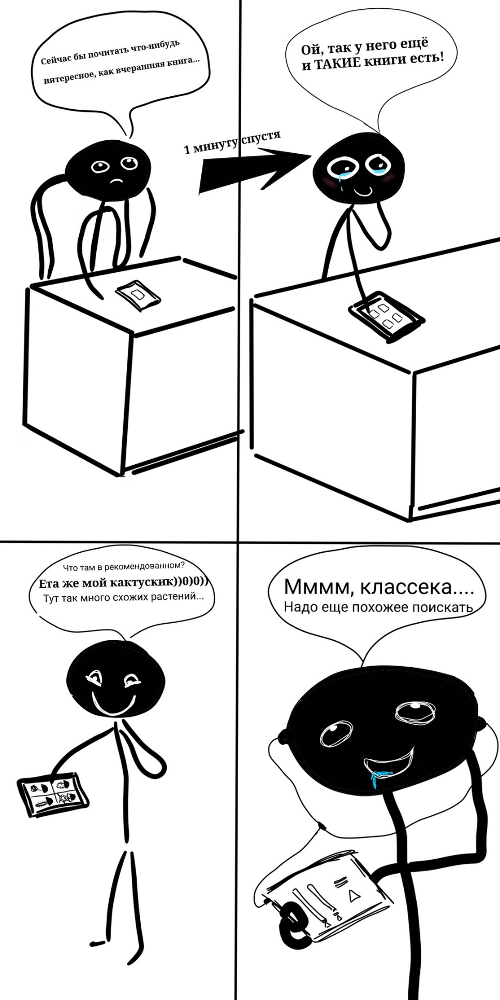 Сейчас бы почитать что-нибудь
интересное, как вчерашняя книга...
Ой, так у него ещё
и ТАКИЕ книги есть!
1 минуту спустя
Что там в рекомендованном?
Ета же мой кактускик))0)0))
Тут так много схожих растений...
Мммм, классека....
Надо еще похожее поискать